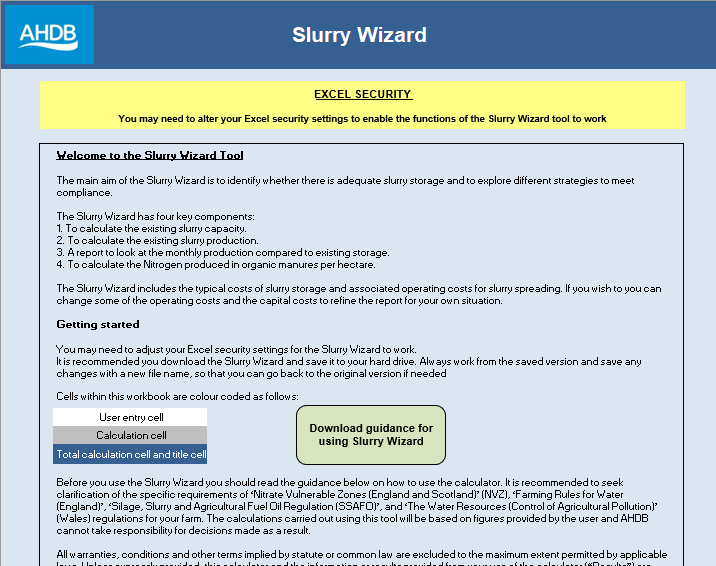 AHDB
Slurry Wizard
EXCEL SECURITY
You may need to alter your Excel security settings to enable the functions of the Slurry Wizard tool to work
Welcome to the Slurry Wizard Tool
The main aim of the Slurry Wizard is to identify whether there is adequate slurry storage and to explore different strategies to meet
compliance.
The Slurry Wizard has four key components:
1. To calculate the existing slurry capacity.
2. To calculate the existing slurry production.
3. A report to look at the monthly production compared to existing storage.
4. To calculate the Nitrogen produced in organic manures per hectare.
The Slurry Wizard includes the typical costs of slurry storage and associated operating costs for slurry spreading. If you wish to you can
change some of the operating costs and the capital costs to refine the report for your own situation.
Getting started
You may need to adjust your Excel security settings for the Slurry Wizard to work.
It is recommended you download the Slurry Wizard and save it to your hard drive. Always work from the saved version and save any
changes with a new file name, so that you can go back to the original version if needed
Cells within this workbook are colour coded as follows:
User entry cell
Calculation cell
Total calculation cell and title cell
Download guidance for
using Slurry Wizard
Before you use the Slurry Wizard you should read the guidance below on how to use the calculator. It is recommended to seek
clarification of the specific requirements of ‘Nitrate Vulnerable Zones (England and Scotland)’ (NVZ), ‘Farming Rules for Water
(England)’, ‘Silage, Slurry and Agricultural Fuel Oil Regulation (SSAFO)’, and ‘The Water Resources (Control of Agricultural Pollution)’
(Wales) regulations for your farm. The calculations carried out using this tool will be based on figures provided by the user and AHDB
cannot take responsibility for decisions made as a result.
All warranties, conditions and other terms implied by statute or common law are excluded to the maximum extent permitted by applicable